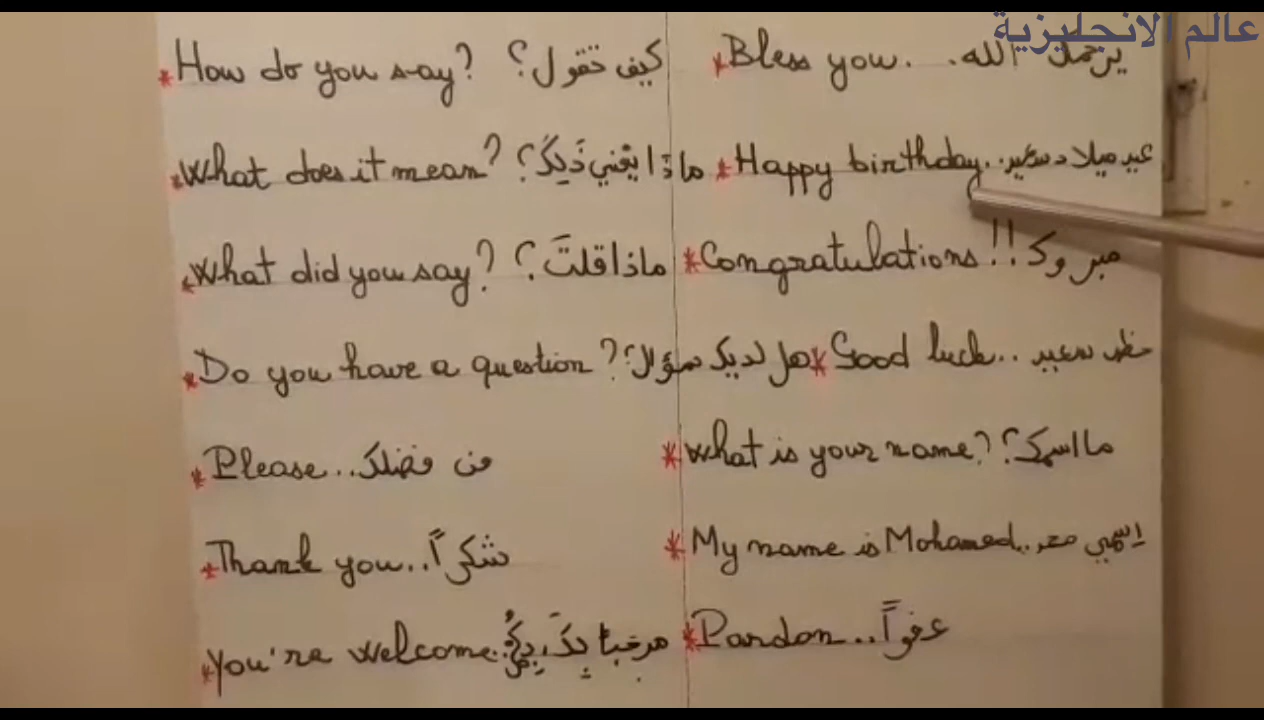 عالم الانجليزية
* How do you say? كيف تقول؟
* What does it mean? ماذا يعني ذَلِكَ؟
* What did you say? ماذا قلتَ؟
* Do you have a question? هل لديك سؤال؟
* Please.. من فضلك
* Thank you.. شكراً
* You're welcome. مرحبا بِكَ،
* Bless you.. يرحمك الله
* Happy birthday.. عيد ميلاد سعيد
* Congratulations!! مبروك
* Good luck.. حظ سعيد
* What is your name? ما اسمك؟
* My name is Mohamed.. إسمي محمد
* Pardon.. عفواً